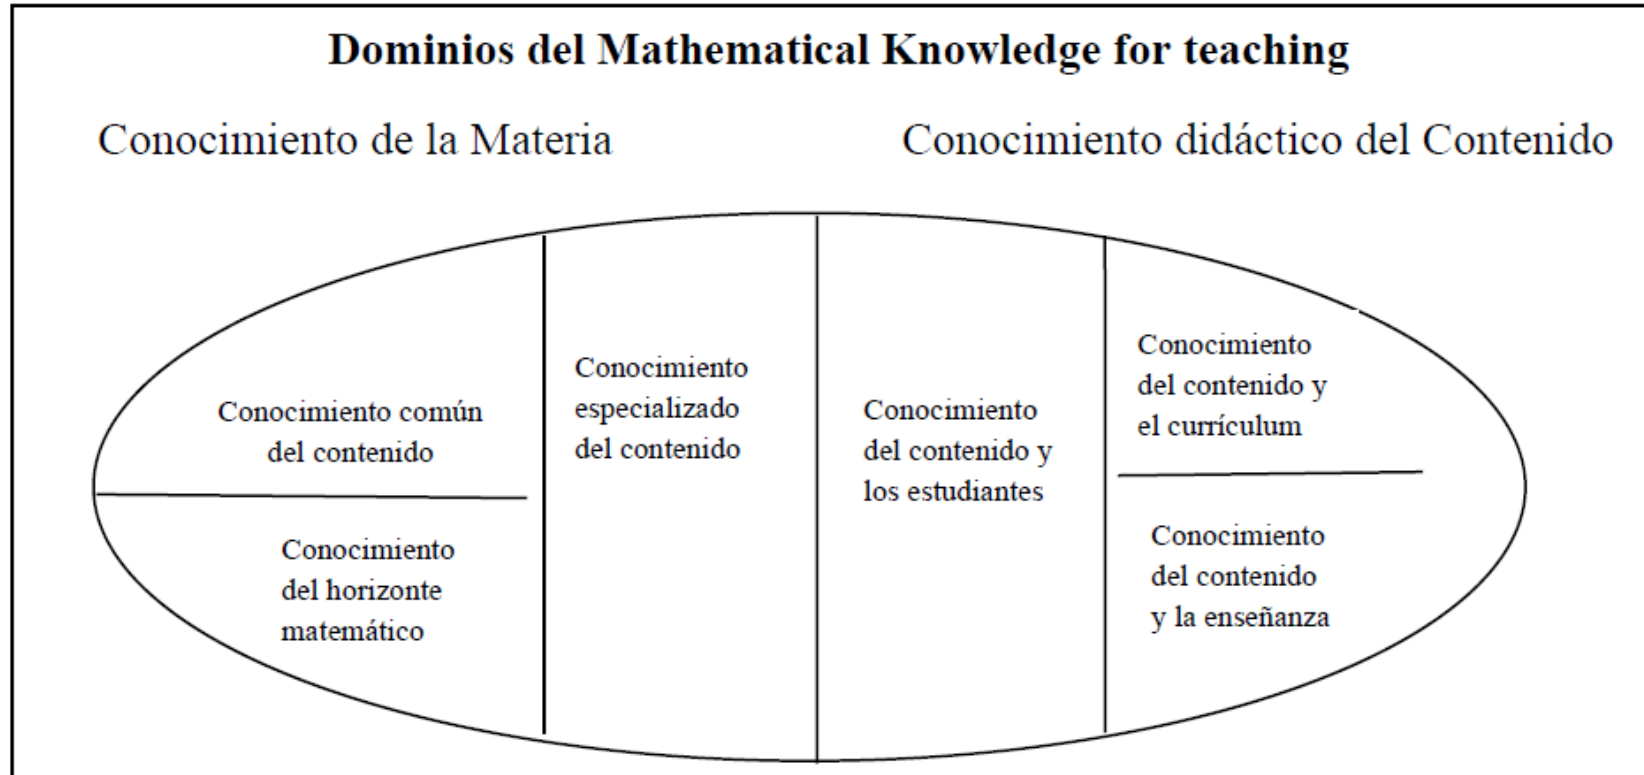 Dominios del Mathematical Knowledge for teaching
Conocimiento de la Materia
Conocimiento didáctico del Contenido
Conocimiento común
del contenido
Conocimiento
del horizonte
matemático
Conocimiento
especializado
del contenido
Conocimiento
del contenido y
los estudiantes
Conocimiento
del contenido y
el currículum
Conocimiento
del contenido
y la enseñanza